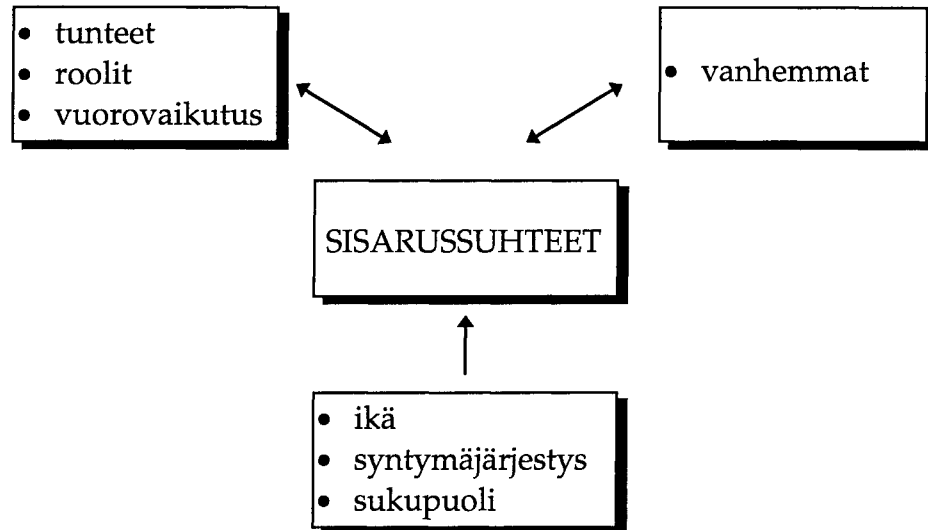 • tunteet
• roolit
• vuorovaikutus
• vanhemmat
SISARUSSUHTEET
• ikä
• syntymäjärjestys
• sukupuoli